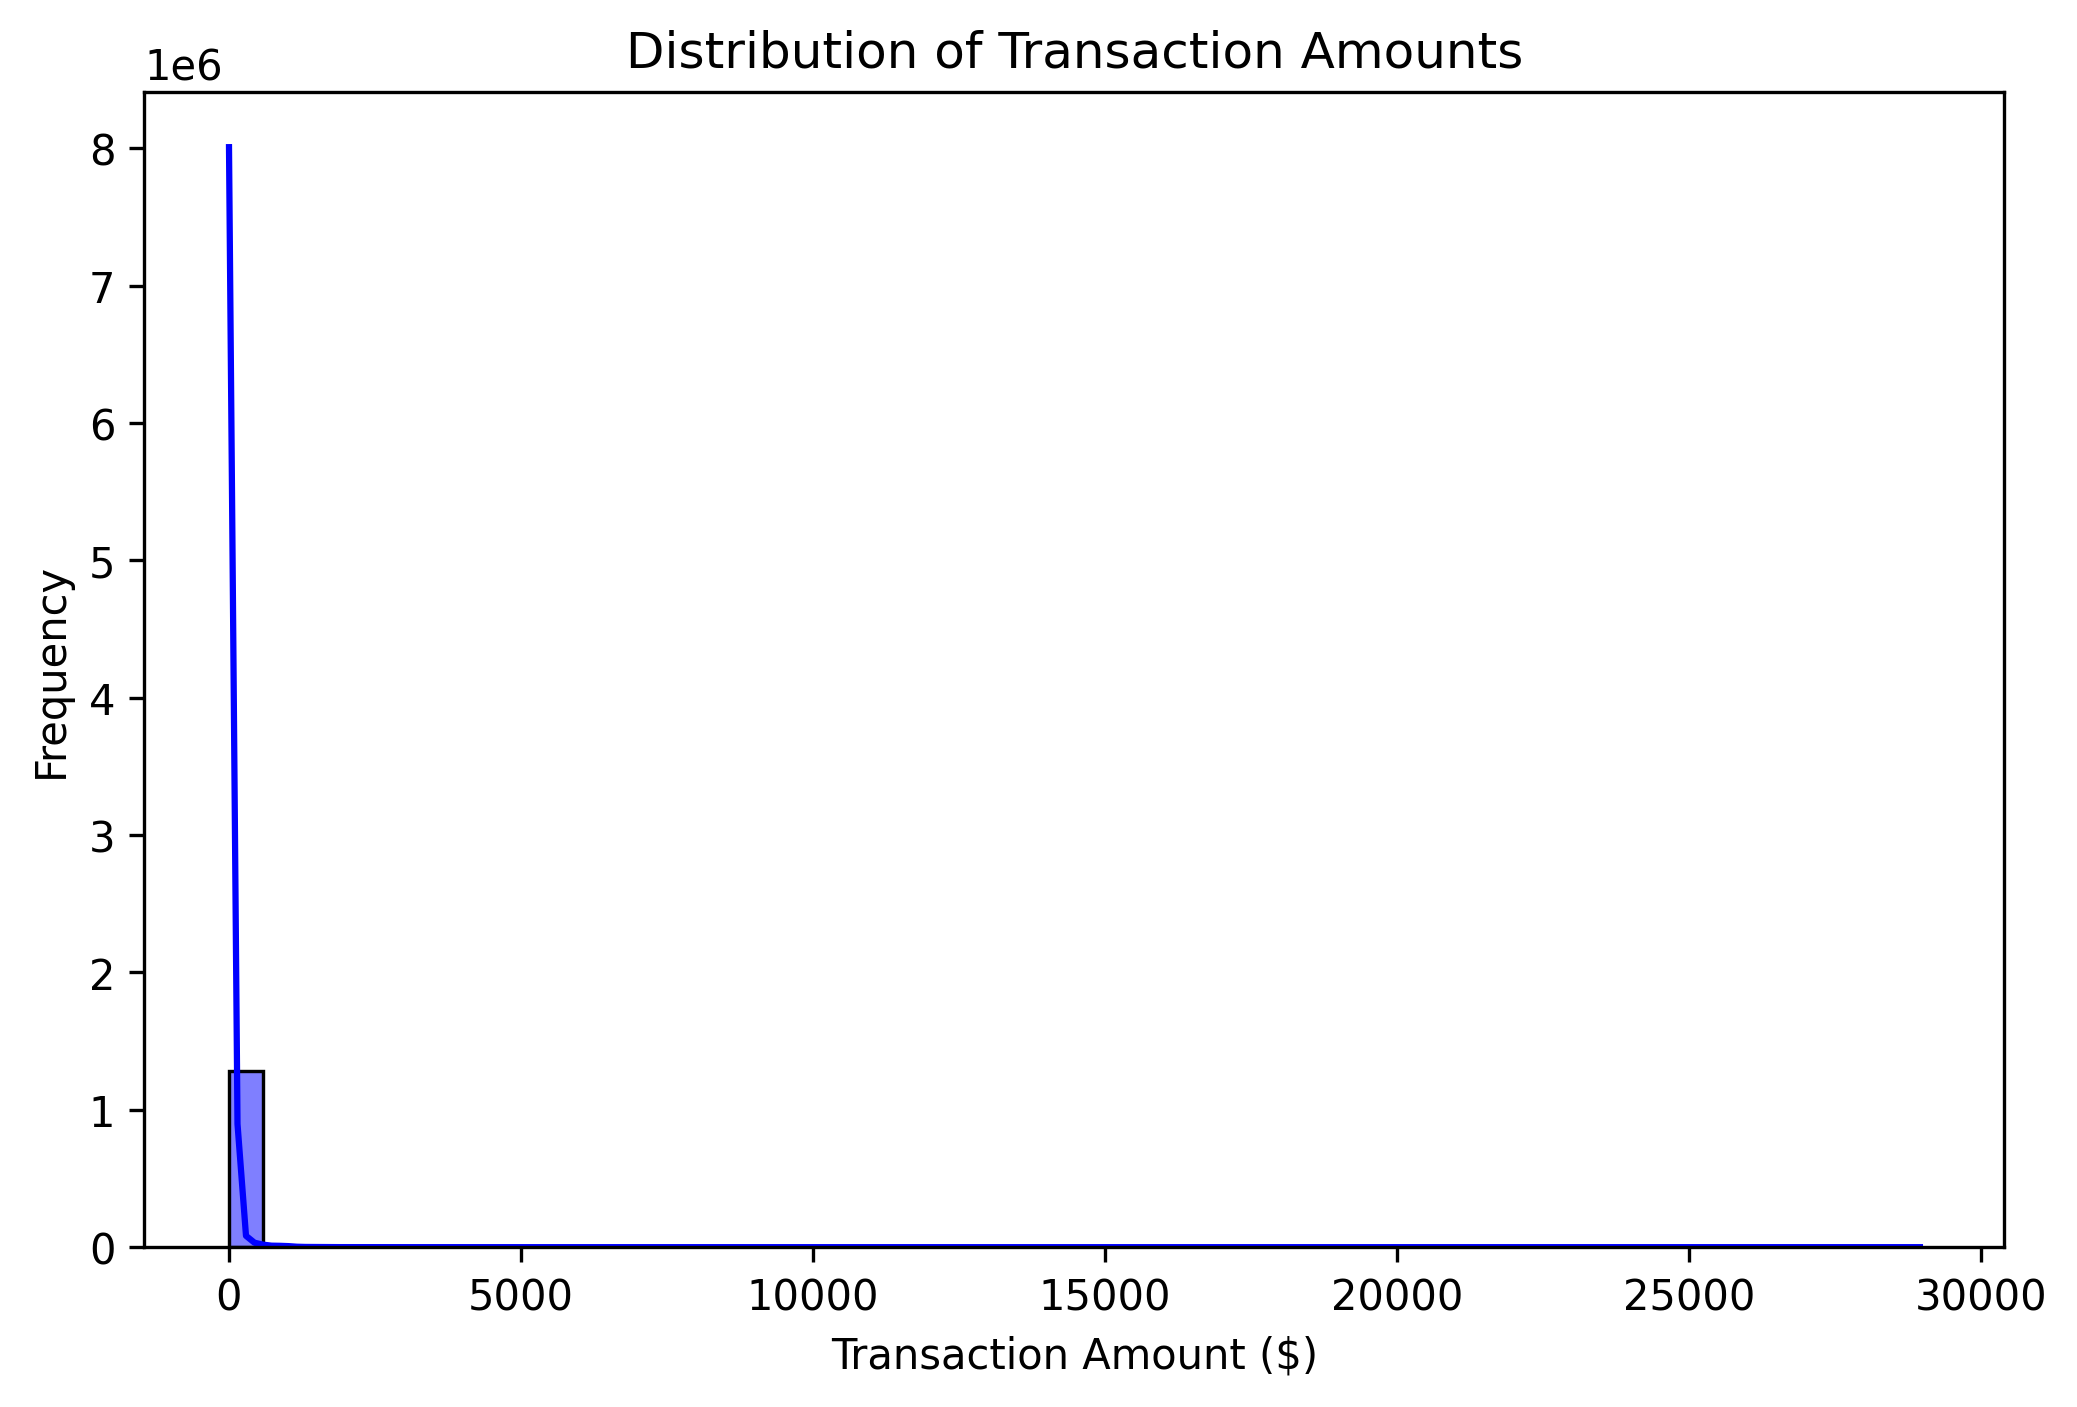 Distribution of Transaction Amounts
1e6
8
7
6
5
4
3
2
1
0
Frequency
0 5000 10000 15000 20000 25000 30000
Transaction Amount ($)